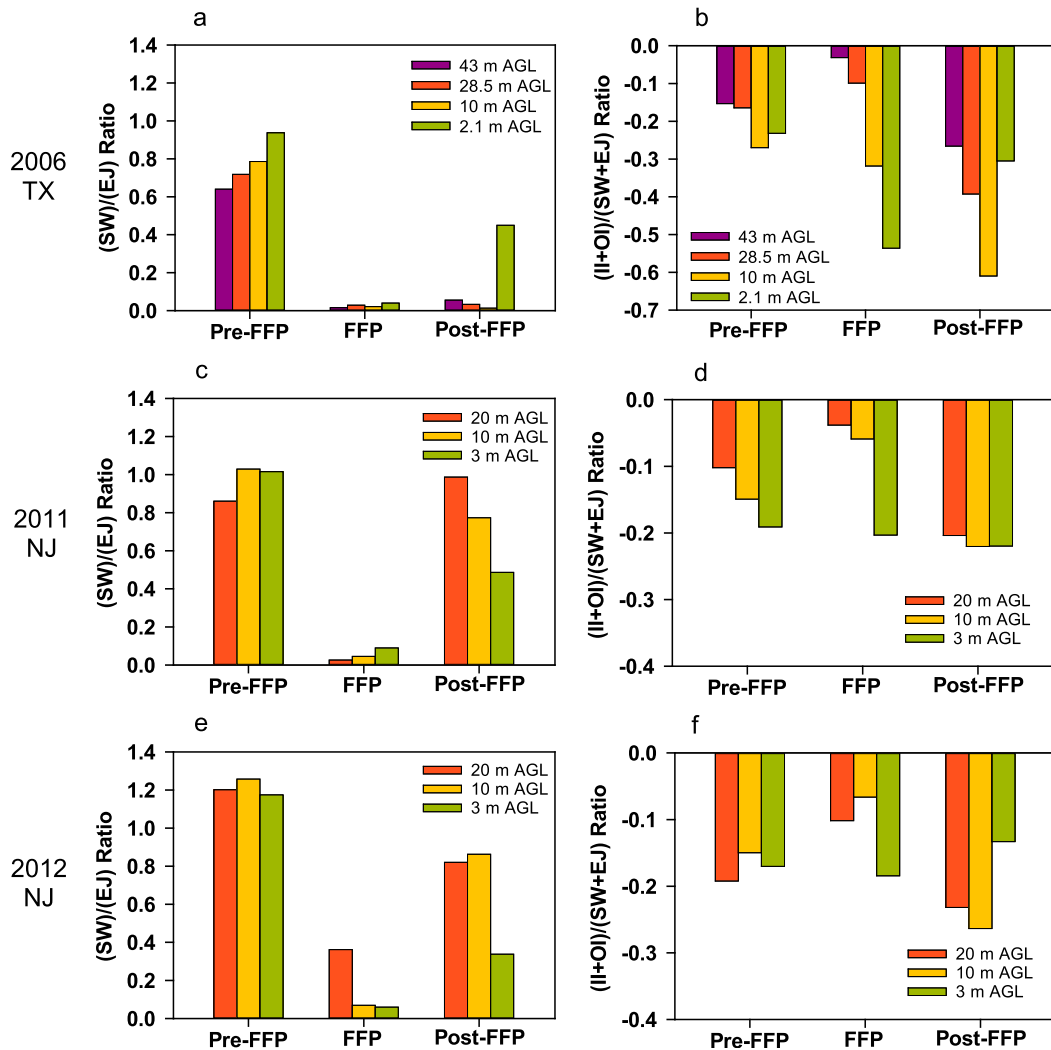 a
1.4
1.2
1.0
0.8
0.6
0.4
0.2
0.0
(SW)/(EJ) Ratio
43 m AGL
28.5 m AGL
10 m AGL
2.1 m AGL
Pre-FFP FFP Post-FFP
2006
TX
b
0.0
-0.1
-0.2
-0.3
-0.4
-0.5
-0.6
-0.7
(II+OI)/(SW+EJ) Ratio
43 m AGL
28.5 m AGL
10 m AGL
2.1 m AGL
Pre-FFP FFP Post-FFP
c
1.4
1.2
1.0
0.8
0.6
0.4
0.2
0.0
(SW)/(EJ) Ratio
20 m AGL
10 m AGL
3 m AGL
Pre-FFP FFP Post-FFP
2011
NJ
d
0.0
-0.1
-0.2
-0.3
-0.4
(II+OI)/(SW+EJ) Ratio
20 m AGL
10 m AGL
3 m AGL
Pre-FFP FFP Post-FFP
e
1.4
1.2
1.0
0.8
0.6
0.4
0.2
0.0
(SW)/(EJ) Ratio
20 m AGL
10 m AGL
3 m AGL
Pre-FFP FFP Post-FFP
2012
NJ
f
0.0
-0.1
-0.2
-0.3
-0.4
(II+OI)/(SW+EJ) Ratio
20 m AGL
10 m AGL
3 m AGL
Pre-FFP FFP Post-FFP